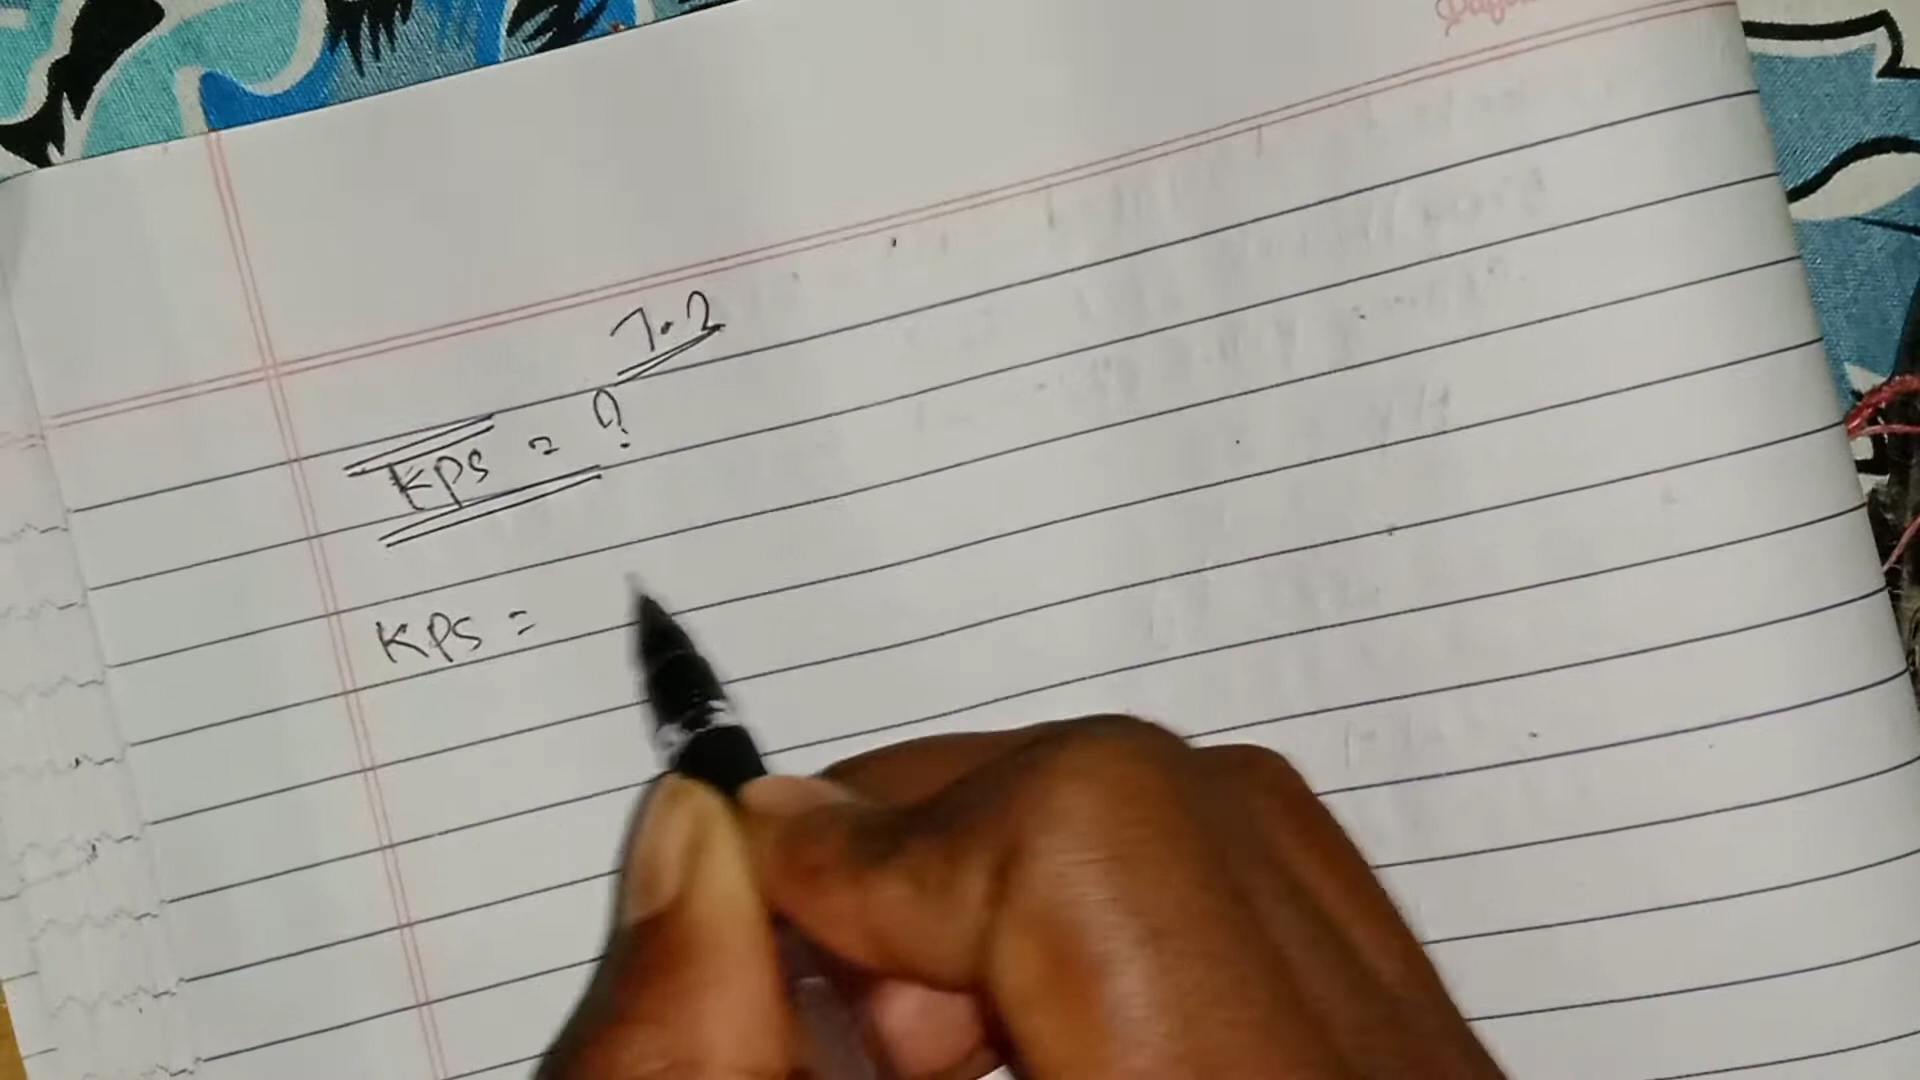 7.2
KPS = ?
KPS =